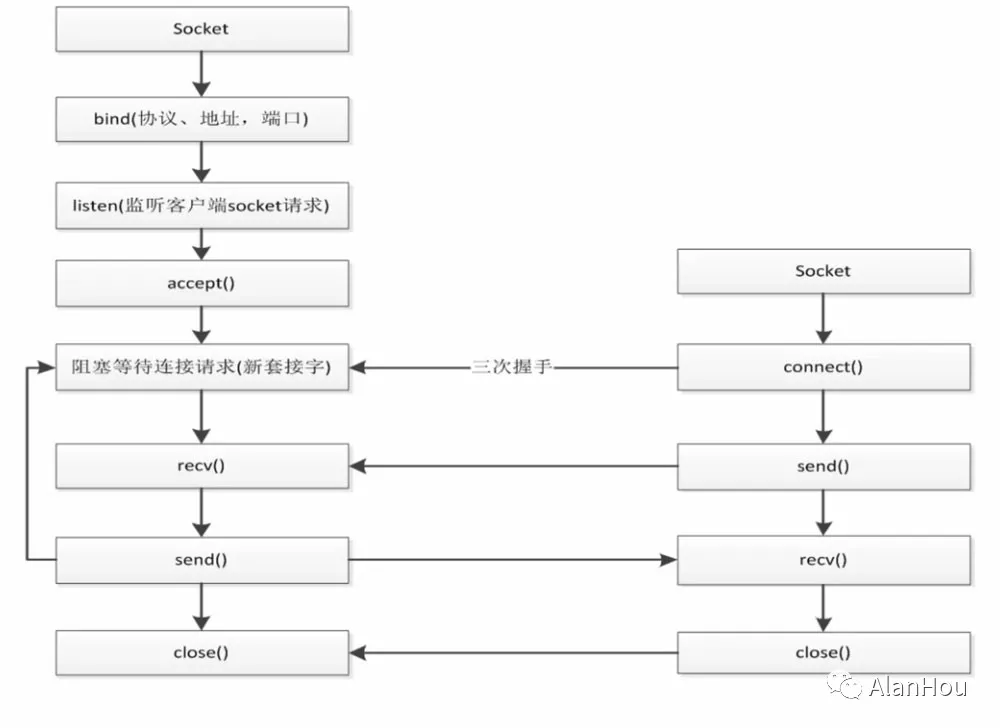 Socket
bind(协议、地址，端口)
listen(监听客户端socket请求)
accept()
阻塞等待连接请求(新套接字)
recv()
send()
close()
三次握手
Socket
connect()
send()
recv()
close()
AlanHou